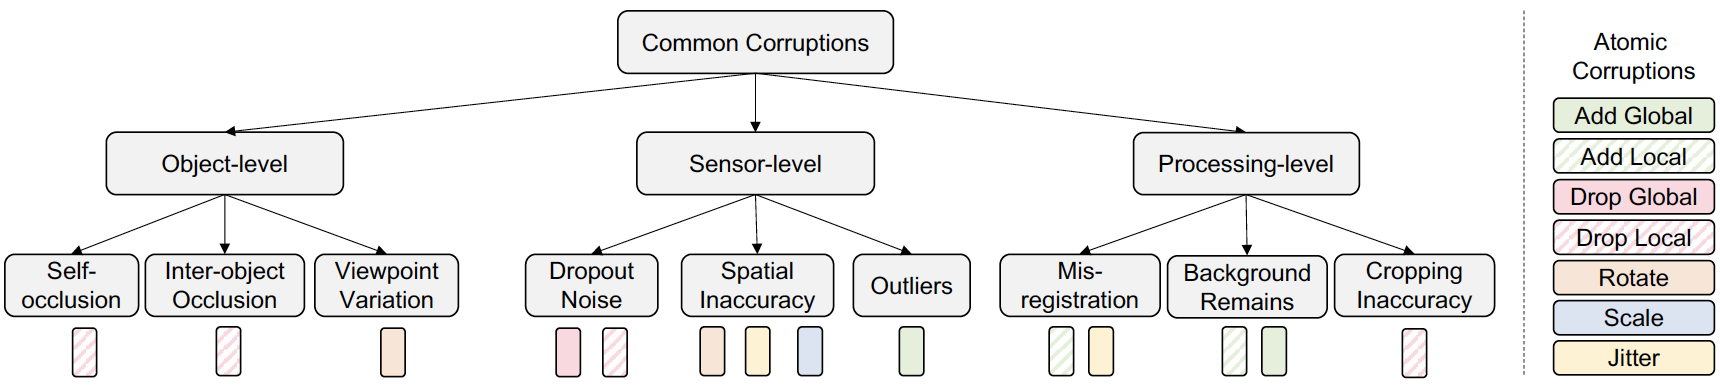 Common Corruptions
Object-level
Sensor-level
Processing-level
Self-
occlusion
Inter-object
Occlusion
Viewpoint
Variation
Dropout
Noise
Spatial
Inaccuracy
Outliers
Mis-
registration
Background
Remains
Cropping
Inaccuracy
Atomic
Corruptions
Add Global
Add Local
Drop Global
Drop Local
Rotate
Scale
Jitter